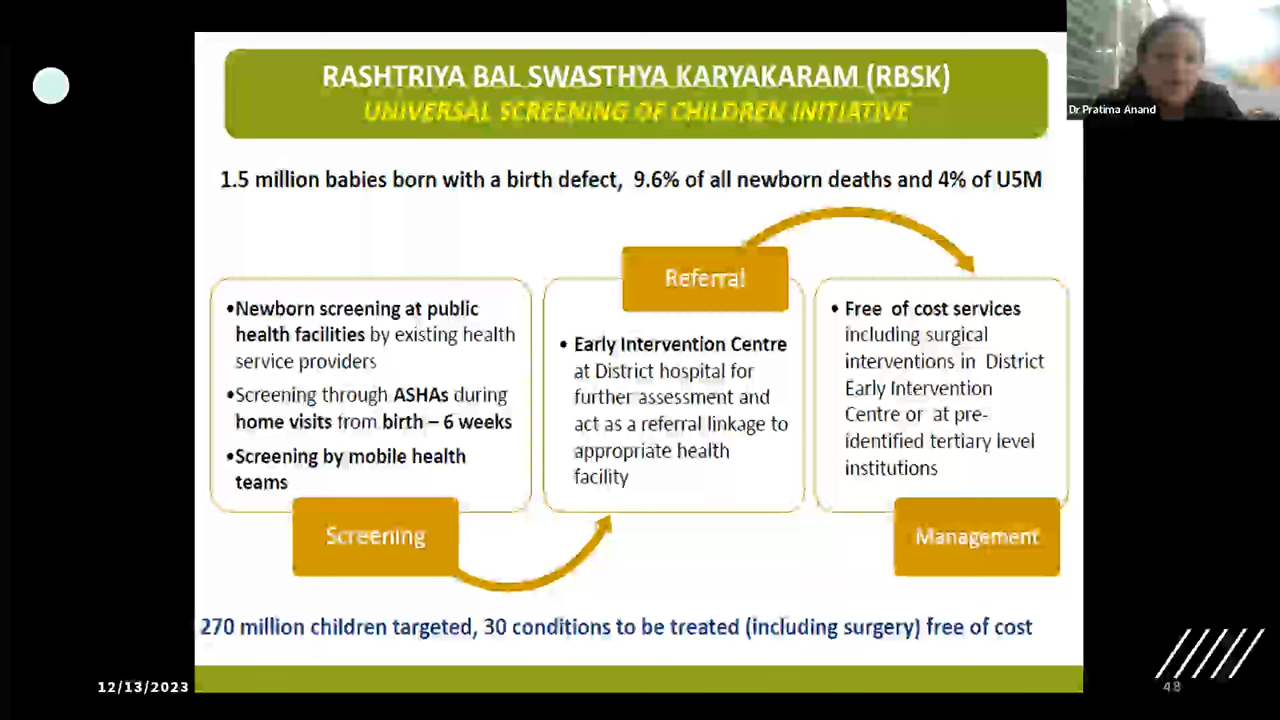 RASHTRIYA BAL SWASTHYA KARYAKARAM (RBSK)
UNIVERSAL SCREENING OF CHILDREN INITIATIVE
Dr Pratima Anand
1.5 million babies born with a birth defect, 9.6% of all newborn deaths and 4% of U5M
•Newborn screening at public
health facilities by existing health
service providers
•Screening through ASHAs during
home visits from birth – 6 weeks
•Screening by mobile health
teams
Screening
Referral
• Early Intervention Centre
at District hospital for
further assessment and
act as a referral linkage to
appropriate health
facility
• Free of cost services
including surgical
interventions in District
Early Intervention
Centre or at pre-
identified tertiary level
institutions
Management
270 million children targeted, 30 conditions to be treated (including surgery) free of cost
12/13/2023
48